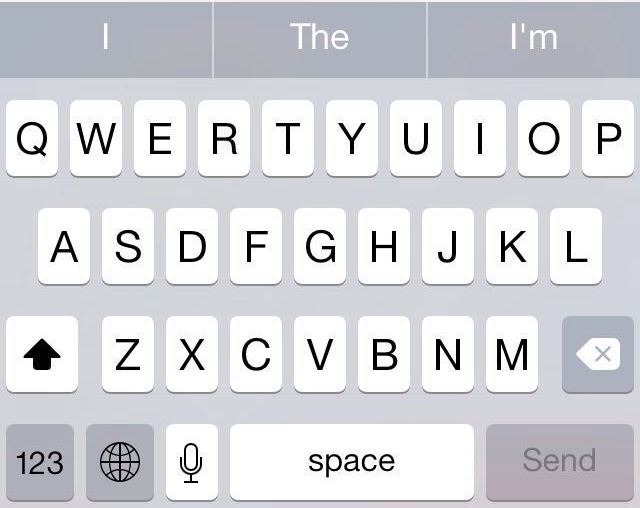 I The I'm
Q W E R T Y U I O P
A S D F G H J K L
Z X C V B N M
123 space Send